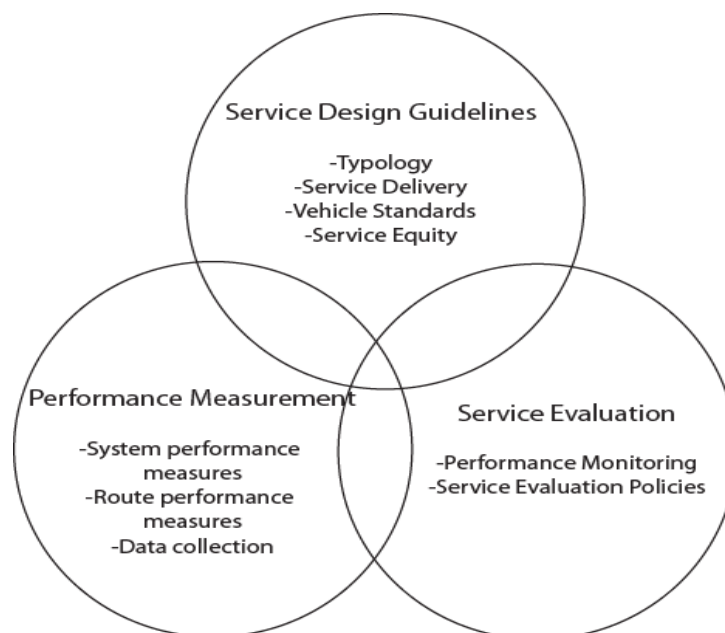 Service Design Guidelines
-Typology
-Service Delivery
-Vehicle Standards
-Service Equity
Performance Measurement
-System performance
measures
-Route performance
measures
-Data collection
Service Evaluation
-Performance Monitoring
-Service Evaluation Policies